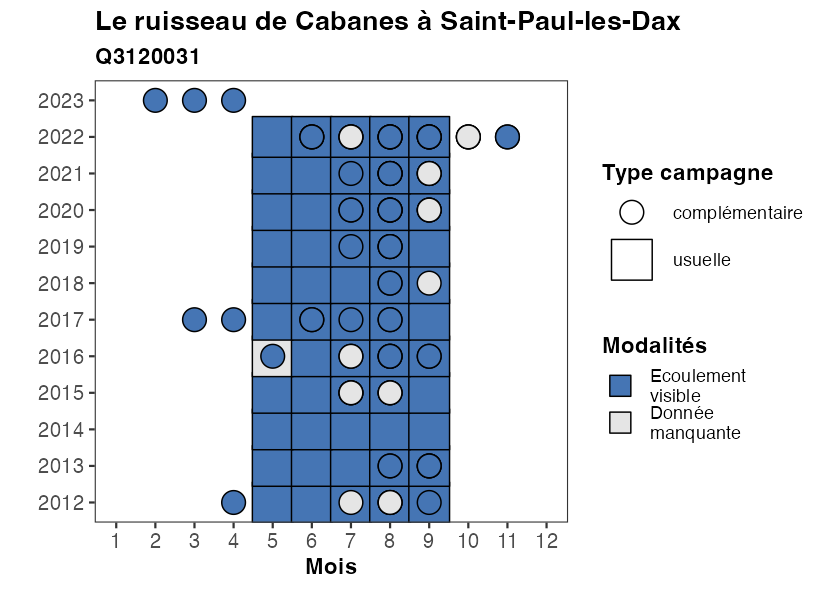 Le ruisseau de Cabanes à Saint-Paul-les-Dax
Q3120031
2023
2022
2021
2020
2019
2018
2017
2016
2015
2014
2013
2012
1 2 3 4 5 6 7 8 9 10 11 12
Mois
Type campagne
complémentaire
usuelle
Modalités
Ecoulement
visible
Donnée
manquante